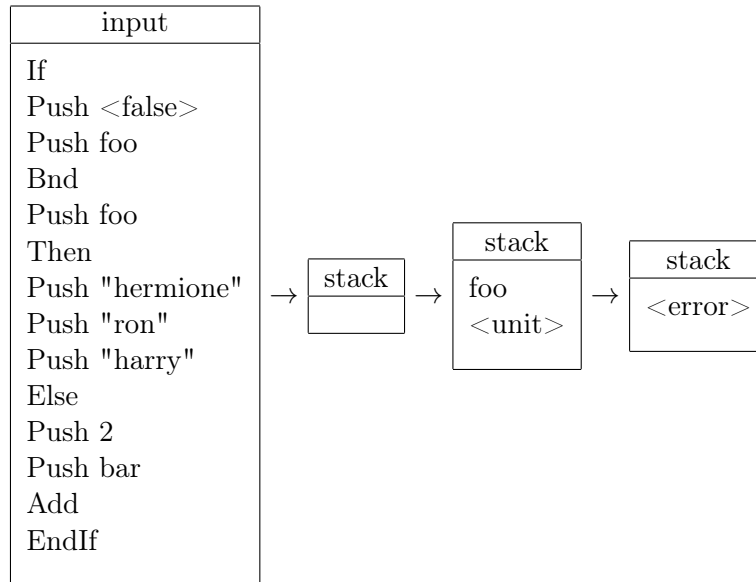 input
If
Push <false>
Push foo
Bnd
Push foo
Then
Push "hermione"
Push "ron"
Push "harry"
Else
Push 2
Push bar
Add
EndIf
→
stack
→
stack
foo
<unit>
→
stack
<error>